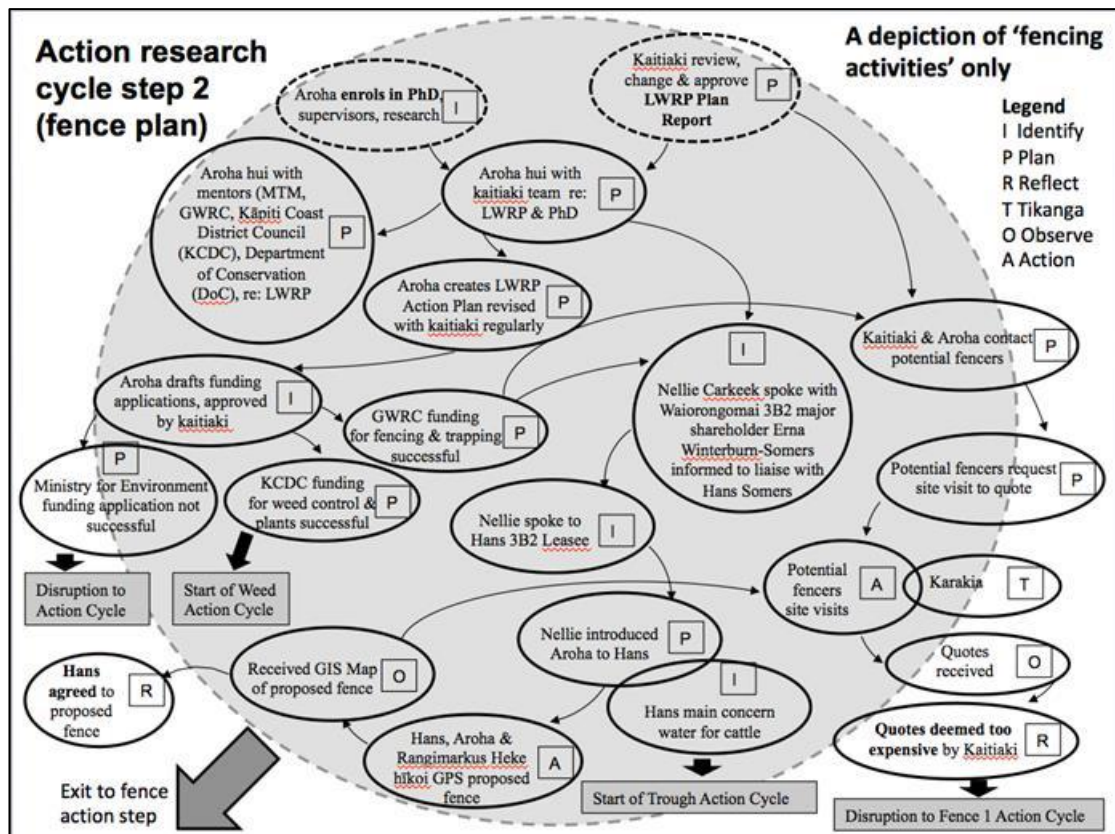 Action research
cycle step 2
(fence plan)
A depiction of ‘fencing
activities’ only
Legend
I Identify
P Plan
R Reflect
T Tikanga
O Observe
A Action
Aroha enrols in PhD,
supervisors, research
I
Kaitiaki review,
change & approve
LWRP Plan
Report
P
Aroha hui with
mentors (MTM,
GWRC, Kāpiti Coast
District Council
(KCDC), Department
of Conservation
(DoC), re: LWRP
P
Aroha hui with
kaitiaki team re:
LWRP & PhD
P
Aroha creates LWRP
Action Plan revised
with kaitiaki regularly
P
Kaitiaki & Aroha contact
potential fencers
P
Aroha drafts funding
applications, approved
by kaitiaki
I
GWRC funding
for fencing & trapping
successful
P
I
Nellie Carkeek spoke with
Waiorongomai 3B2 major
shareholder Erna
Winterburn-Somers
informed to liaise with
Hans Somers
P
Ministry for Environment
funding application not
successful
KCDC funding
for weed control &
plants successful
P
Potential fencers request
site visit to quote
P
Nellie spoke to
Hans 3B2 Leasee
I
Disruption to
Action Cycle
Start of Weed
Action Cycle
Potential
fencers
site visits
A
Karakia
T
Nellie introduced
Aroha to Hans
P
Received GIS Map
of proposed fence
O
Hans agreed to
proposed
fence
R
I
Hans main concern
water for cattle
Quotes
received
O
Hans, Aroha &
Rangimarkus Heke
hīkoi GPS proposed
fence
A
Quotes deemed too
expensive by Kaitiaki
R
Exit to fence
action step
Start of Trough Action Cycle
Disruption to Fence 1 Action Cycle